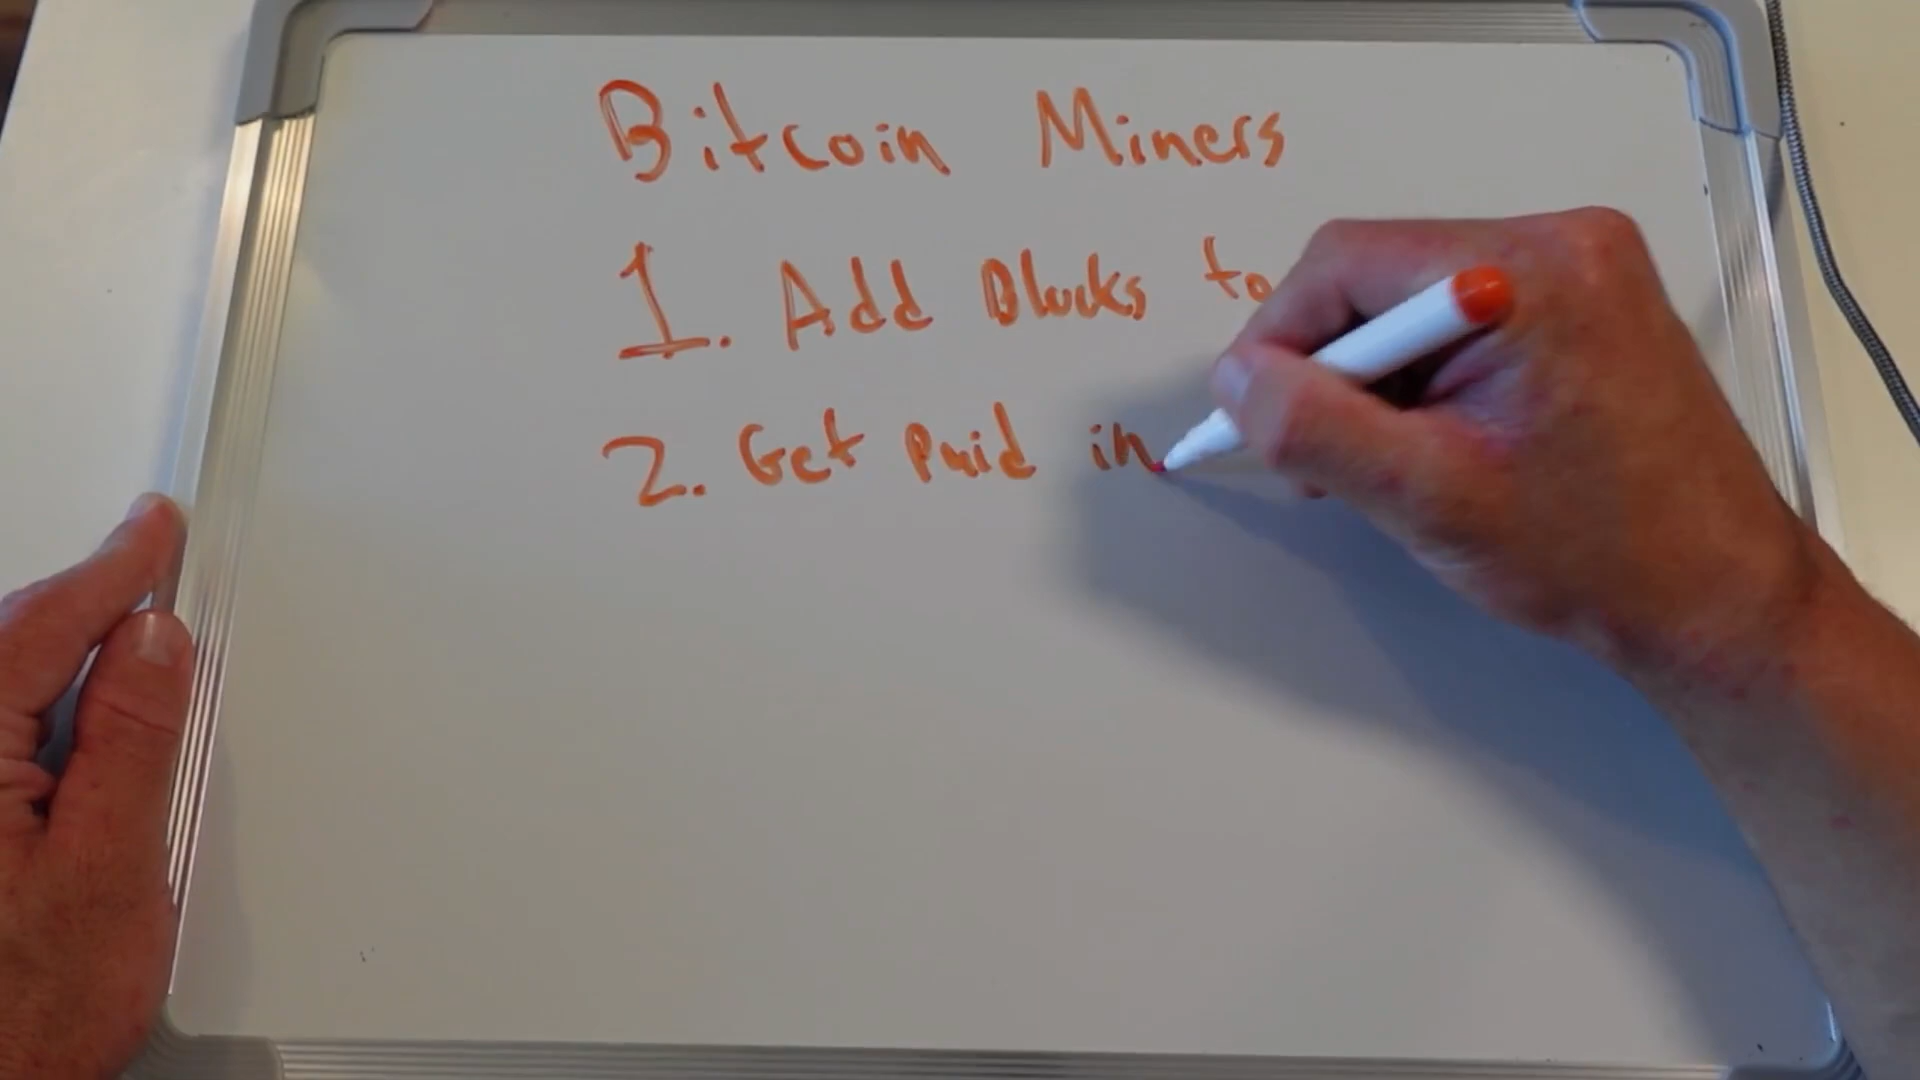 Bitcoin Miners
1. Add Blocks to
2. Get Paid in